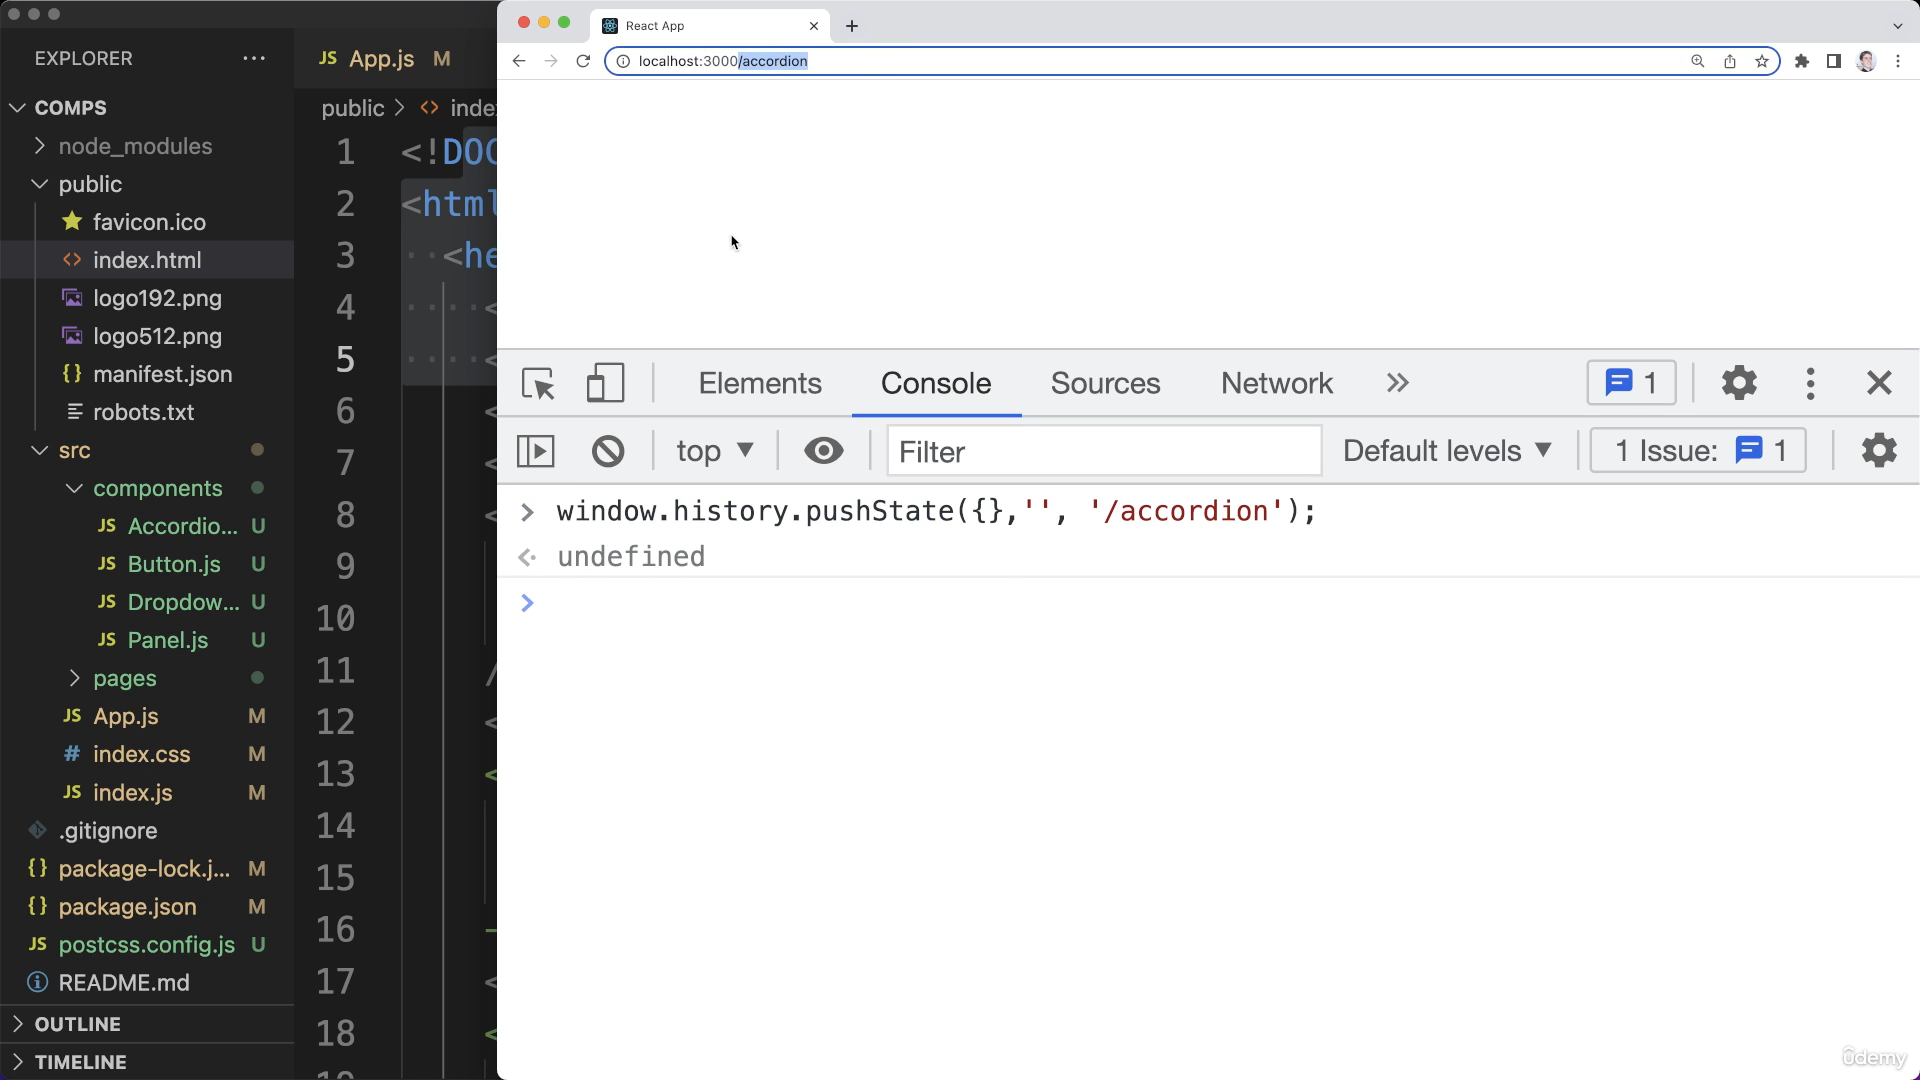 EXPLORER
COMPS
node_modules
public
favicon.ico
index.html
logo192.png
logo512.png
manifest.json
robots.txt
src
components
JS Accordio... U
JS Button.js U
JS Dropdow... U
JS Panel.js U
pages
JS App.js M
# index.css M
JS index.js M
.gitignore
{} package-lock.j... M
{} package.json M
JS postcss.config.js U
README.md
OUTLINE
TIMELINE
JS App.js M
public > <> index
1 <!DOC
2 <html
3 <he
4 <
5 <
6 <
7 <
8 <
9
10
11 /
12 <
13 <
14
15
16 -
17 <
18 <
19
React App
localhost:3000/accordion
Elements Console Sources Network » 1
top Filter Default levels 1 Issue: 1
> window.history.pushState({},'', '/accordion');
undefined
>
ûdemy